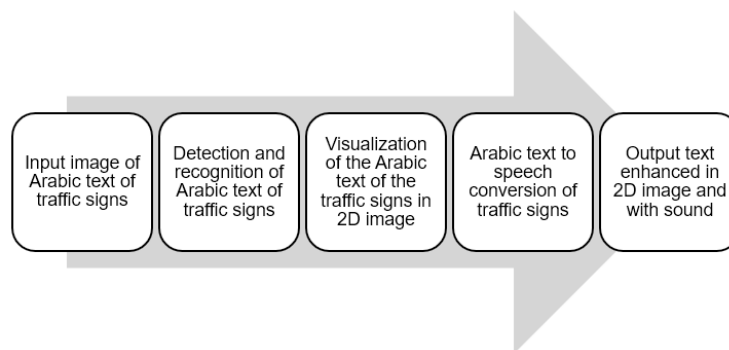 Input image of
Arabic text of
traffic signs
Detection and
recognition of
Arabic text of
traffic signs
Visualization
of the Arabic
text of the
traffic signs in
2D image
Arabic text to
speech
conversion of
traffic signs
Output text
enhanced in
2D image and
with sound